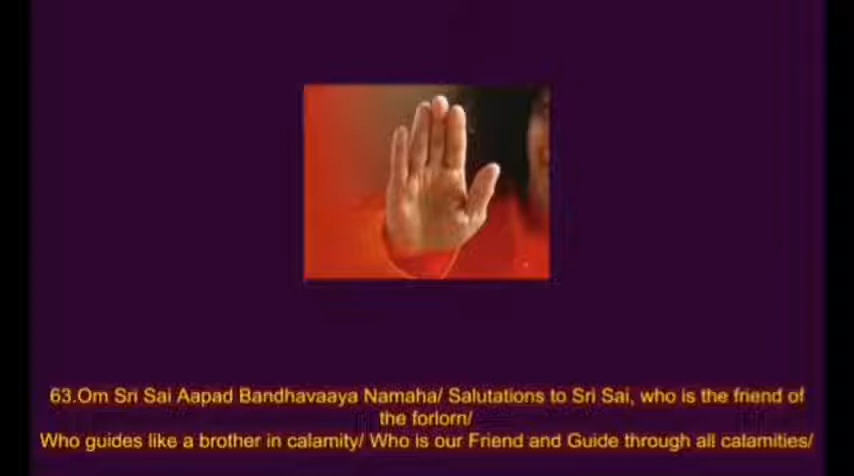 63.Om Sri Sai Aapad Bandhavaaya Namaha/ Salutations to Sri Sai, who is the friend of
the forlorn/
Who guides like a brother in calamity/ Who is our Friend and Guide through all calamities/